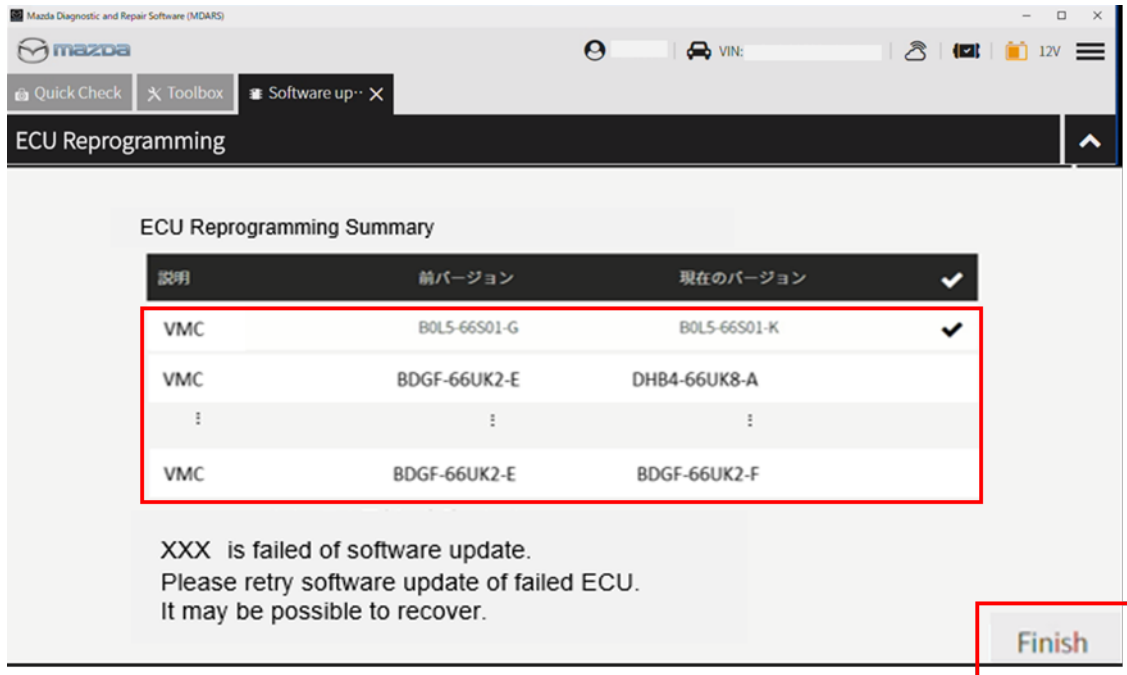 Mazda Diagnostic and Repair Software (MDARS)
mazda VIN: 12V
Quick Check Toolbox Software up··
ECU Reprogramming
ECU Reprogramming Summary
説明 前バージョン 現在のバージョン
VMC B0L5-66S01-G B0L5-66S01-K
VMC BDGF-66UK2-E DHB4-66UK8-A
⋮ ⋮ ⋮
VMC BDGF-66UK2-E BDGF-66UK2-F
XXX is failed of software update.
Please retry software update of failed ECU.
It may be possible to recover.
Finish